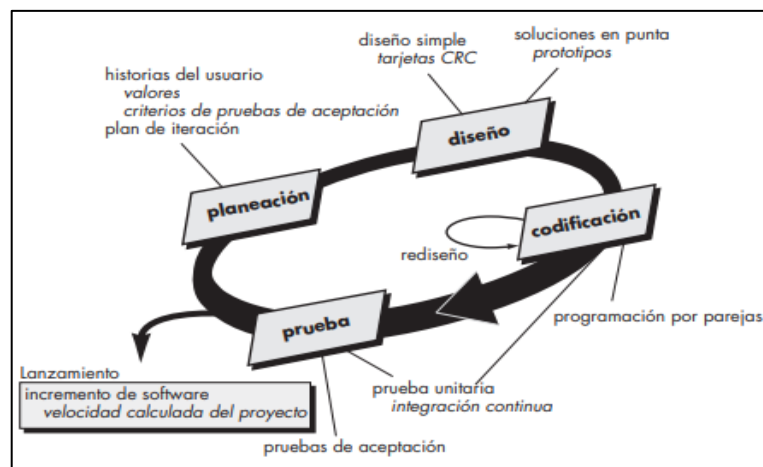 diseño simple
tarjetas CRC
soluciones en punta
prototipos
historias del usuario
valores
criterios de pruebas de aceptación
plan de iteración
diseño
planeación
codificación
rediseño
prueba
programación por parejas
Lanzamiento
incremento de software
velocidad calculada del proyecto
prueba unitaria
integración continua
pruebas de aceptación